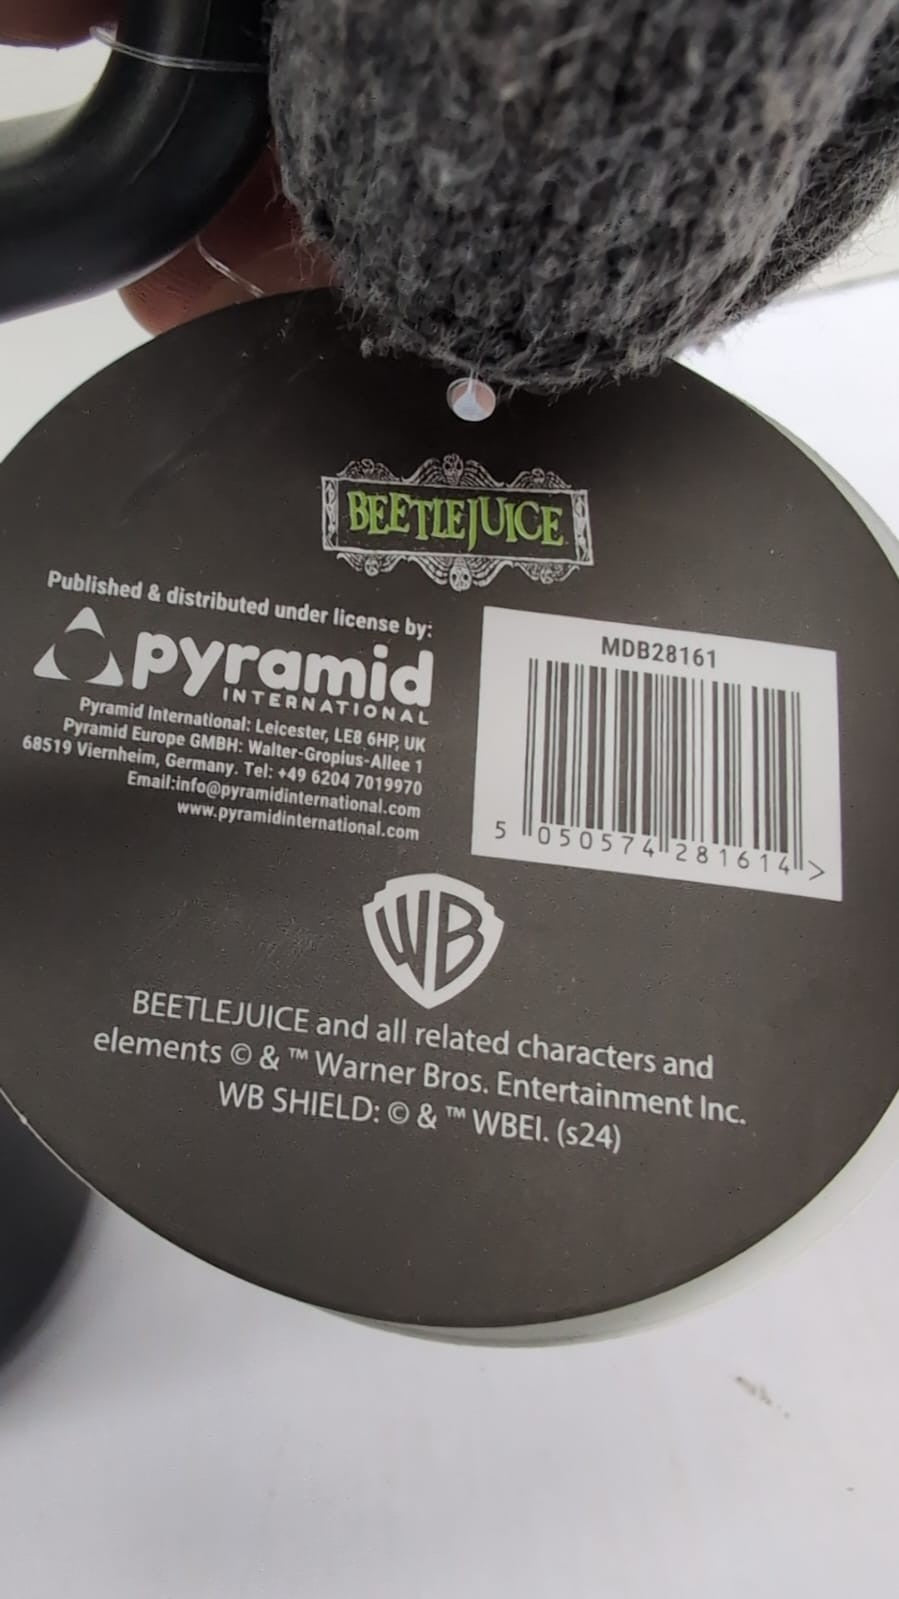 BEETLEJUICE
Published & distributed under license by:
pyramid
INTERNATIONAL
Pyramid International: Leicester, LE8 6HP, UK
Pyramid Europe GMBH: Walter-Gropius-Allee 1
68519 Viernheim, Germany. Tel: +49 6204 7019970
Email:info@pyramidinternational.com
www.pyramidinternational.com
MDB28161
5 050574 281614 >
WB
BEETLEJUICE and all related characters and
elements © & ™ Warner Bros. Entertainment Inc.
WB SHIELD: © & ™ WBEI. (s24)